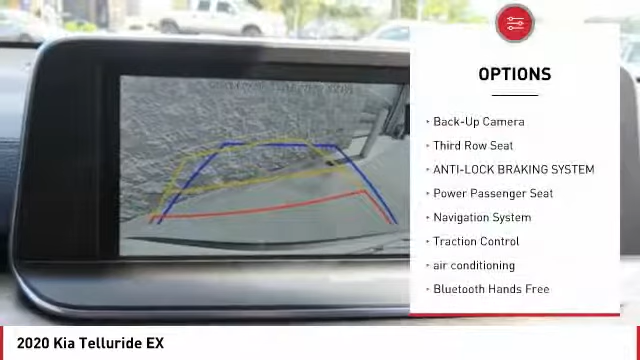 OPTIONS
Back-Up Camera
Third Row Seat
ANTI-LOCK BRAKING SYSTEM
Power Passenger Seat
Navigation System
Traction Control
air conditioning
Bluetooth Hands Free
2020 Kia Telluride EX